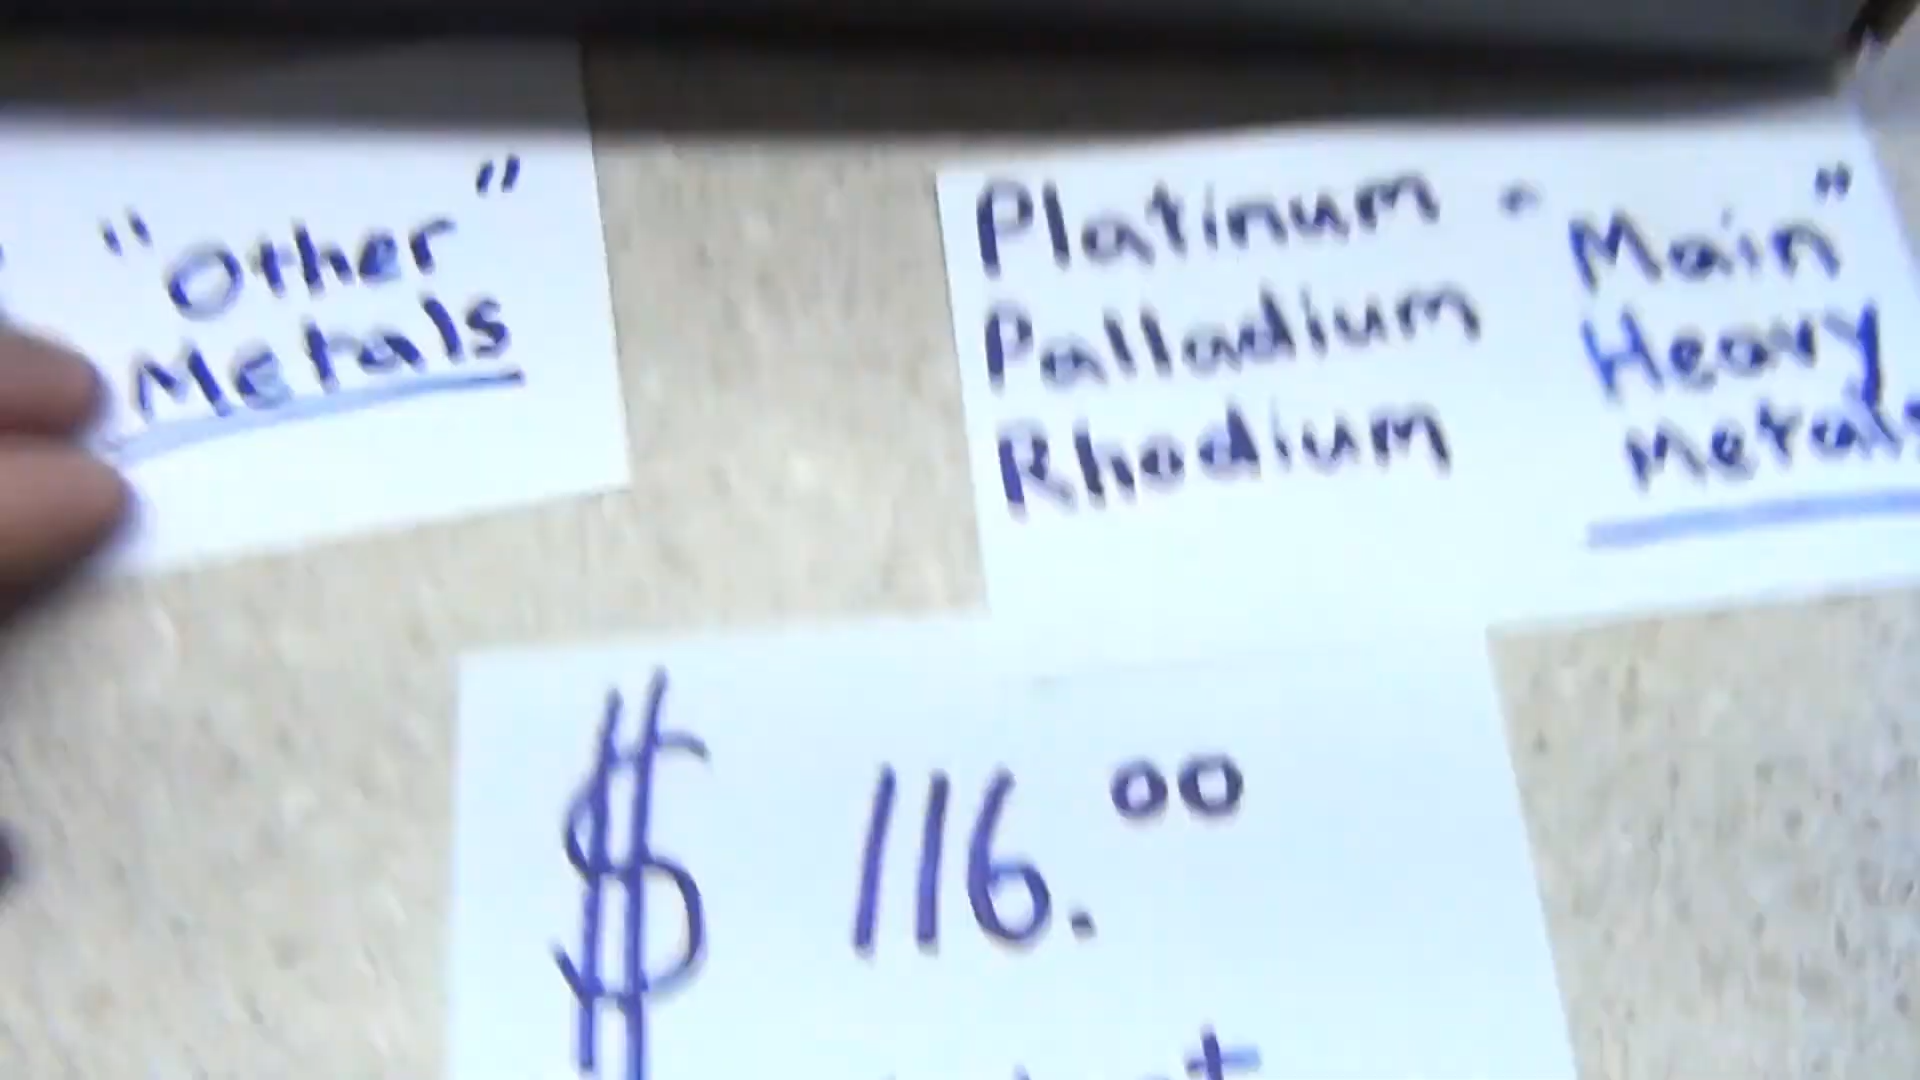 "Other"
Metals
Platinum - "Main"
Palladium Heavy
Rhodium Metals
$ 116.00